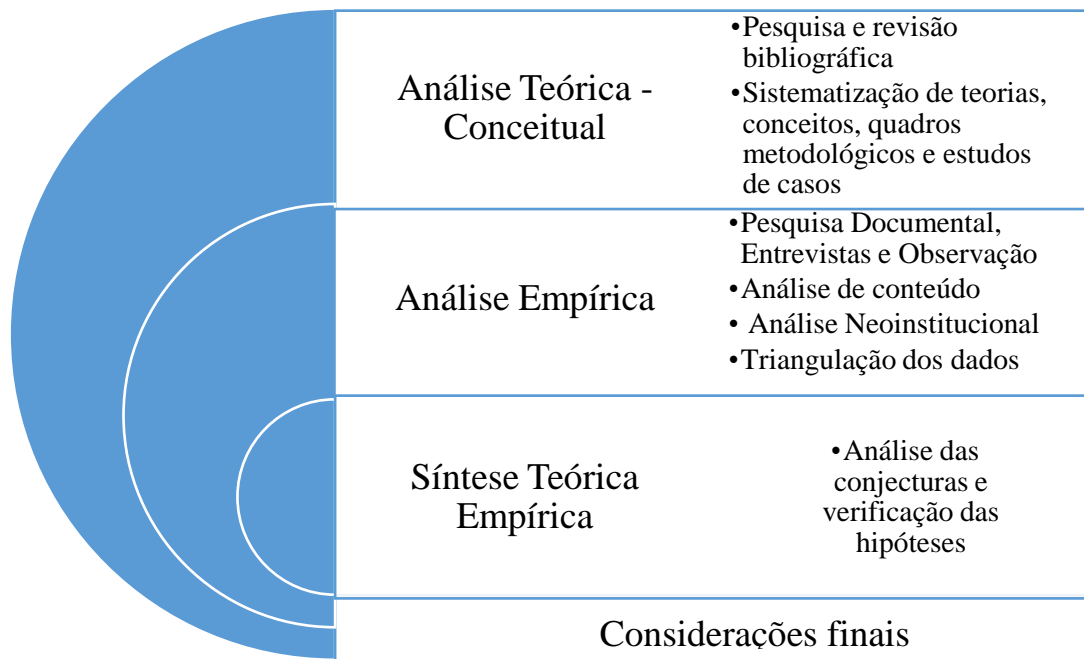 Análise Teórica -
Conceitual
•Pesquisa e revisão
bibliográfica
•Sistematização de teorias,
conceitos, quadros
metodológicos e estudos
de casos
Análise Empírica
•Pesquisa Documental,
Entrevistas e Observação
•Análise de conteúdo
• Análise Neoinstitucional
•Triangulação dos dados
Síntese Teórica
Empírica
•Análise das
conjecturas e
verificação das
hipóteses
Considerações finais